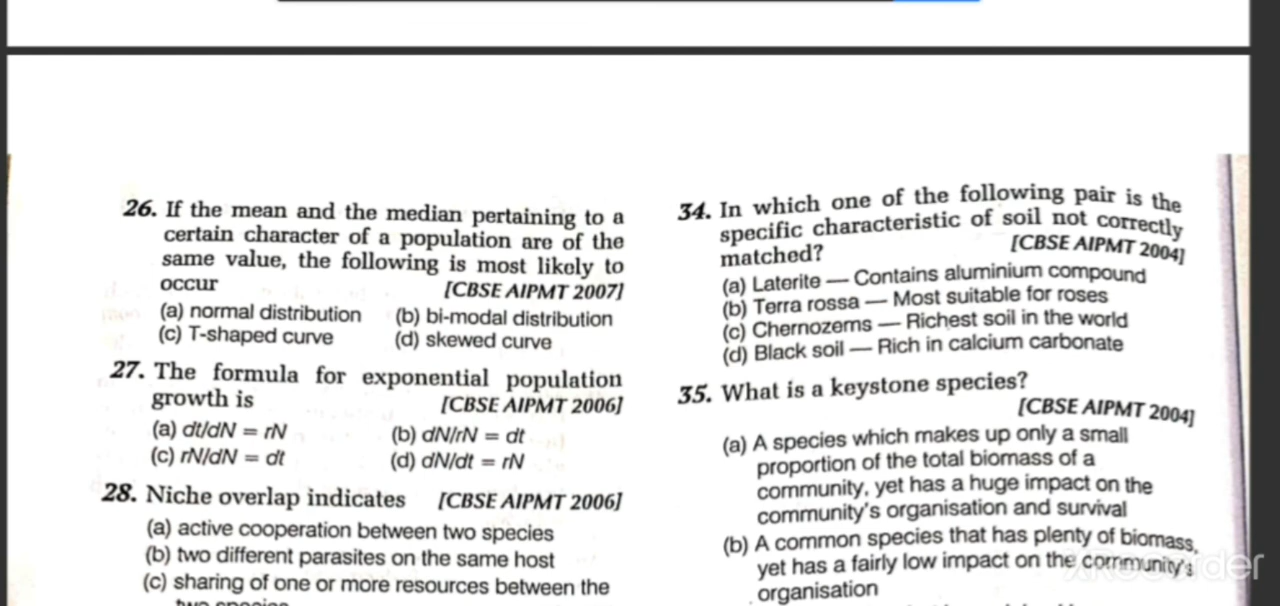 26. If the mean and the median pertaining to a
certain character of a population are of the
same value, the following is most likely to
occur [CBSE AIPMT 2007]
(a) normal distribution (b) bi-modal distribution
(c) T-shaped curve (d) skewed curve
27. The formula for exponential population
growth is [CBSE AIPMT 2006]
(a) dt/dN = rN (b) dN/rN = dt
(c) rN/dN = dt (d) dN/dt = rN
28. Niche overlap indicates [CBSE AIPMT 2006]
(a) active cooperation between two species
(b) two different parasites on the same host
(c) sharing of one or more resources between the
34. In which one of the following pair is the
specific characteristic of soil not correctly
matched? [CBSE AIPMT 2004]
(a) Laterite — Contains aluminium compound
(b) Terra rossa — Most suitable for roses
(c) Chernozems — Richest soil in the world
(d) Black soil — Rich in calcium carbonate
35. What is a keystone species?
[CBSE AIPMT 2004]
(a) A species which makes up only a small
proportion of the total biomass of a
community, yet has a huge impact on the
community's organisation and survival
(b) A common species that has plenty of biomass,
yet has a fairly low impact on the community's
organisation
XRecorder